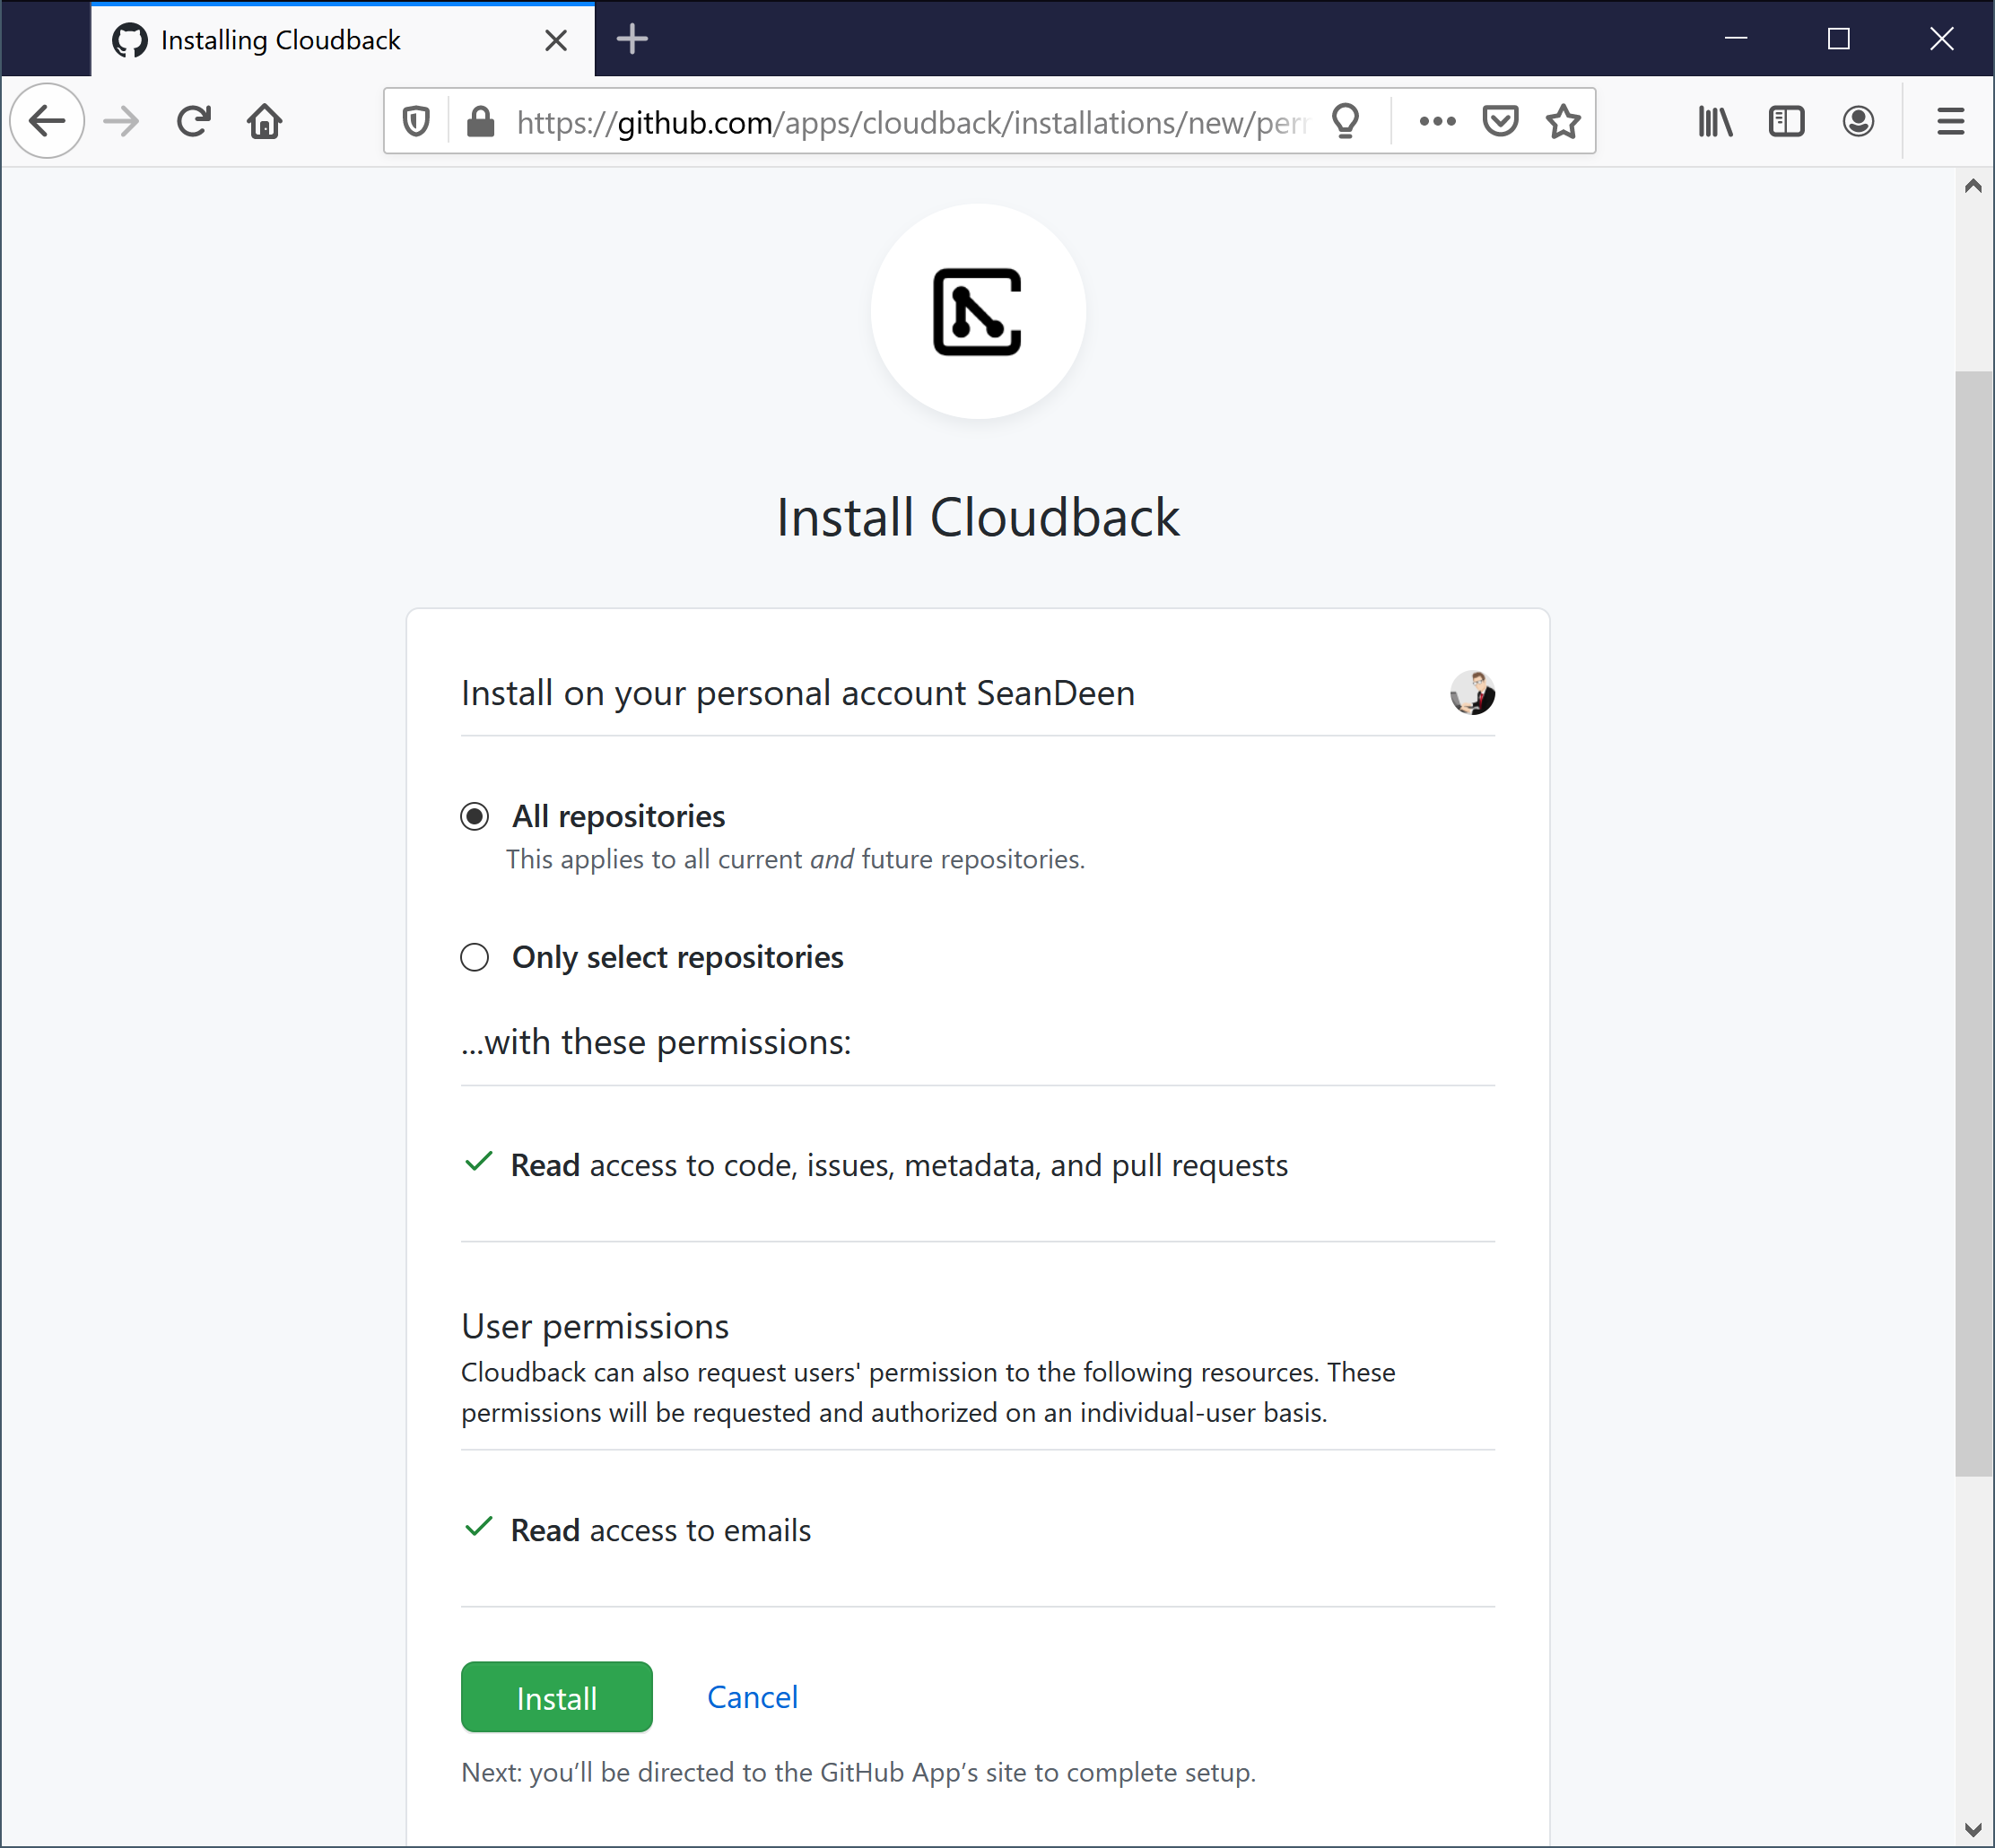 Installing Cloudback
https://github.com/apps/cloudback/installations/new/per
Install Cloudback
Install on your personal account SeanDeen
All repositories
This applies to all current and future repositories.
Only select repositories
...with these permissions:
Read access to code, issues, metadata, and pull requests
User permissions
Cloudback can also request users' permission to the following resources. These
permissions will be requested and authorized on an individual-user basis.
Read access to emails
Install Cancel
Next: you’ll be directed to the GitHub App’s site to complete setup.